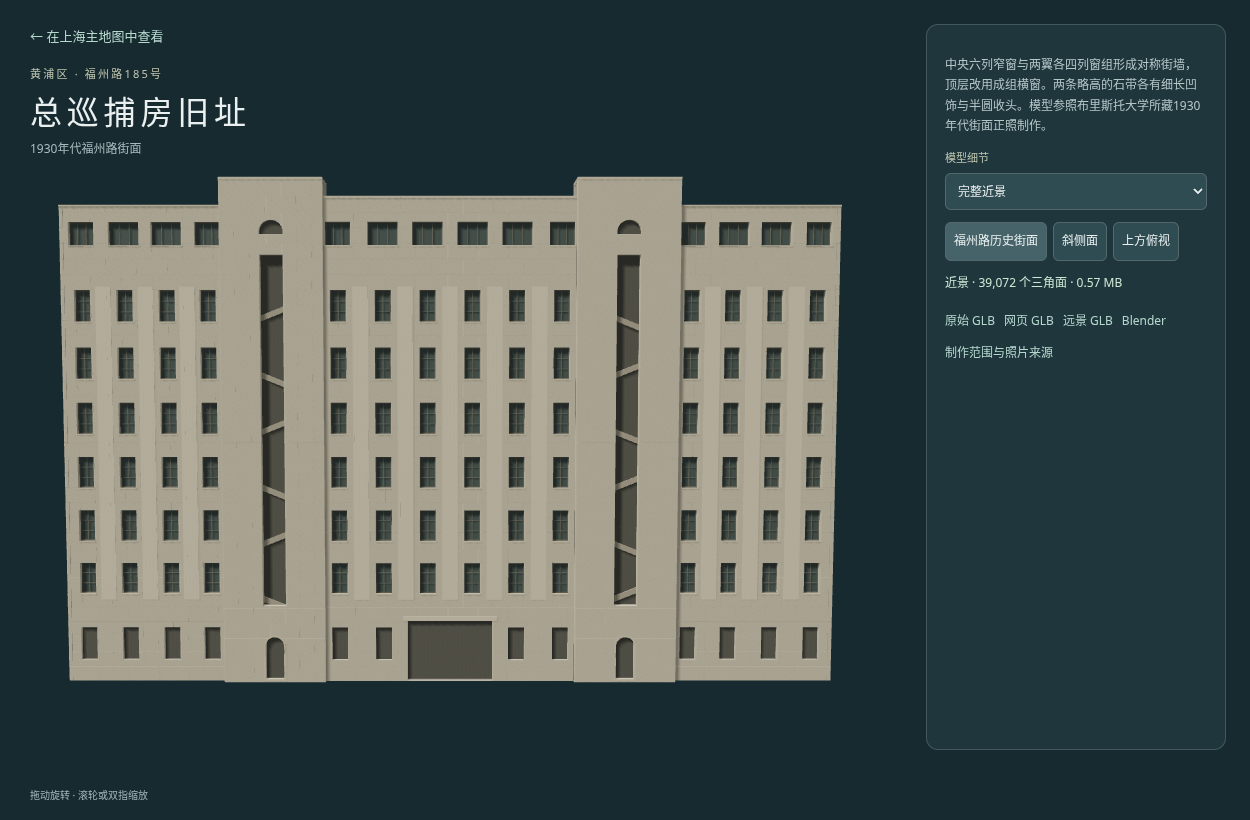 ← 在上海主地图中查看
黄浦区 · 福州路185号
总巡捕房旧址
1930年代福州路街面
中央六列窄窗与两翼各四列窗组形成对称街墙，
顶层改用成组横窗。两条略高的石带各有细长凹
饰与半圆收头。模型参照布里斯托大学所藏1930
年代街面正照制作。
模型细节
完整近景
福州路历史街面
斜侧面
上方俯视
近景 · 39,072 个三角面 · 0.57 MB
原始 GLB 网页 GLB 远景 GLB Blender
制作范围与照片来源
拖动旋转 · 滚轮或双指缩放